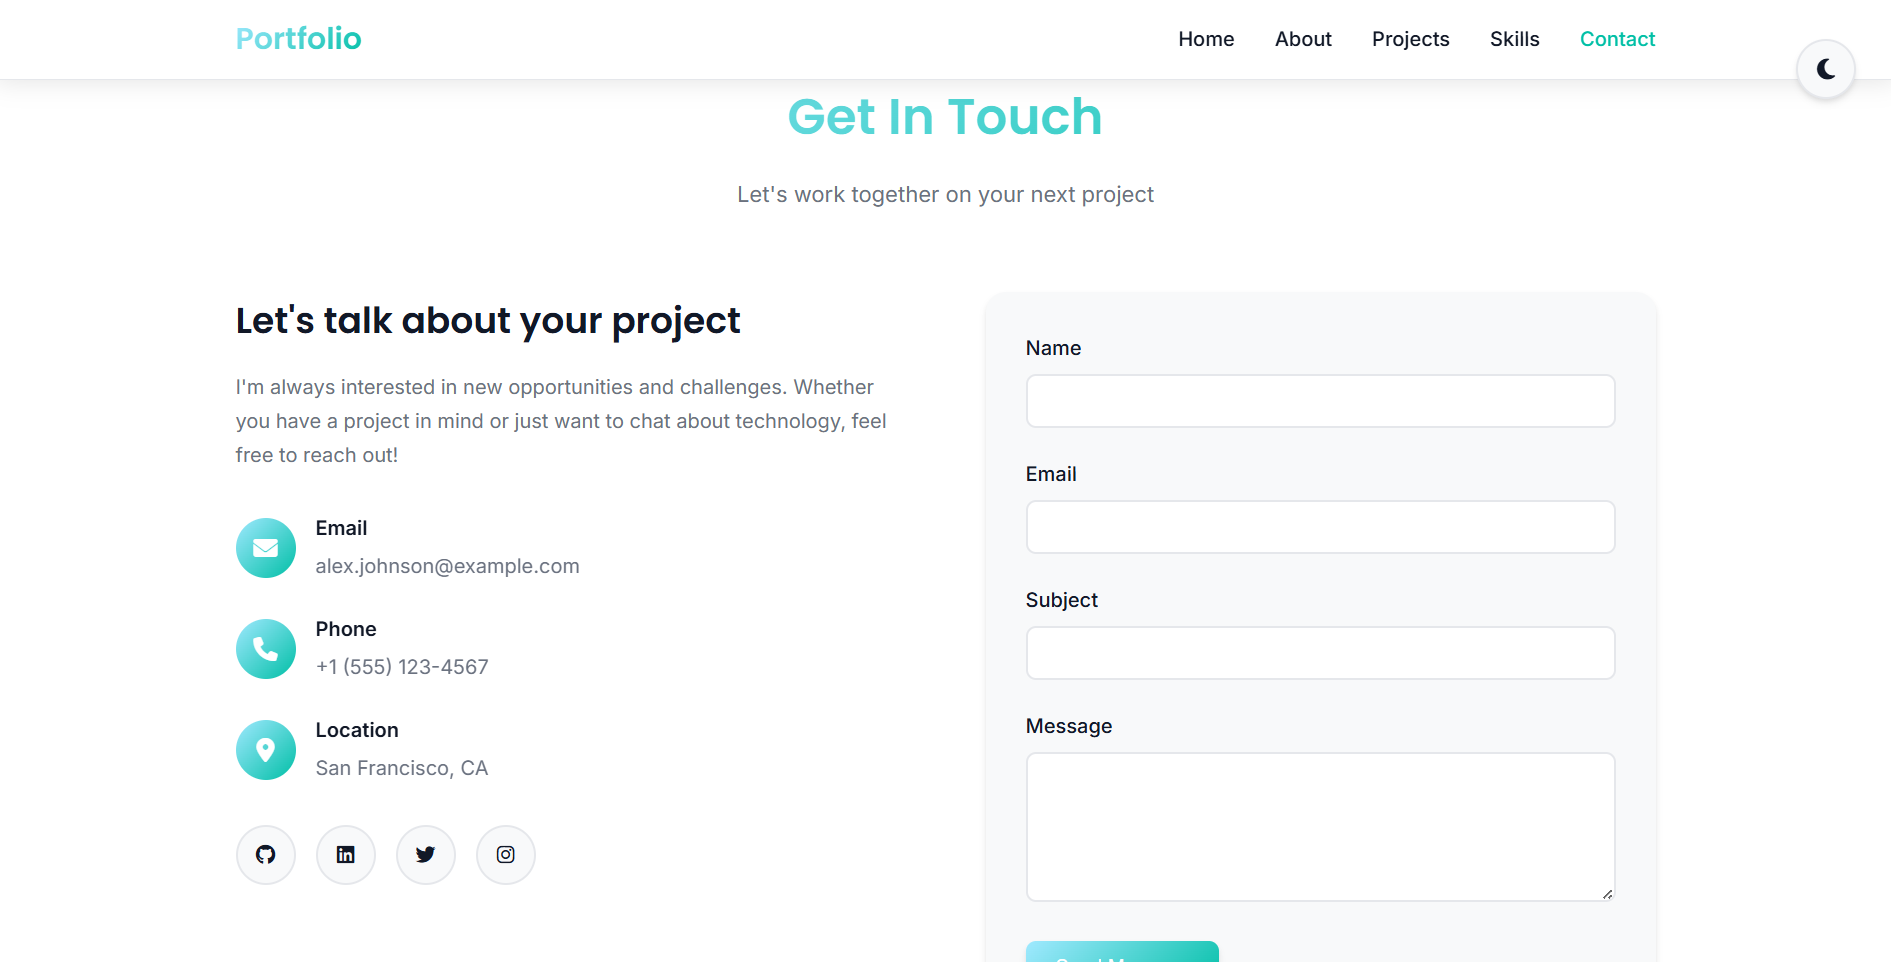 Portfolio
Home
About
Projects
Skills
Contact
Get In Touch
Let's work together on your next project
Let's talk about your project
I'm always interested in new opportunities and challenges. Whether
you have a project in mind or just want to chat about technology, feel
free to reach out!
Email
alex.johnson@example.com
Phone
+1 (555) 123-4567
Location
San Francisco, CA
Name
Email
Subject
Message